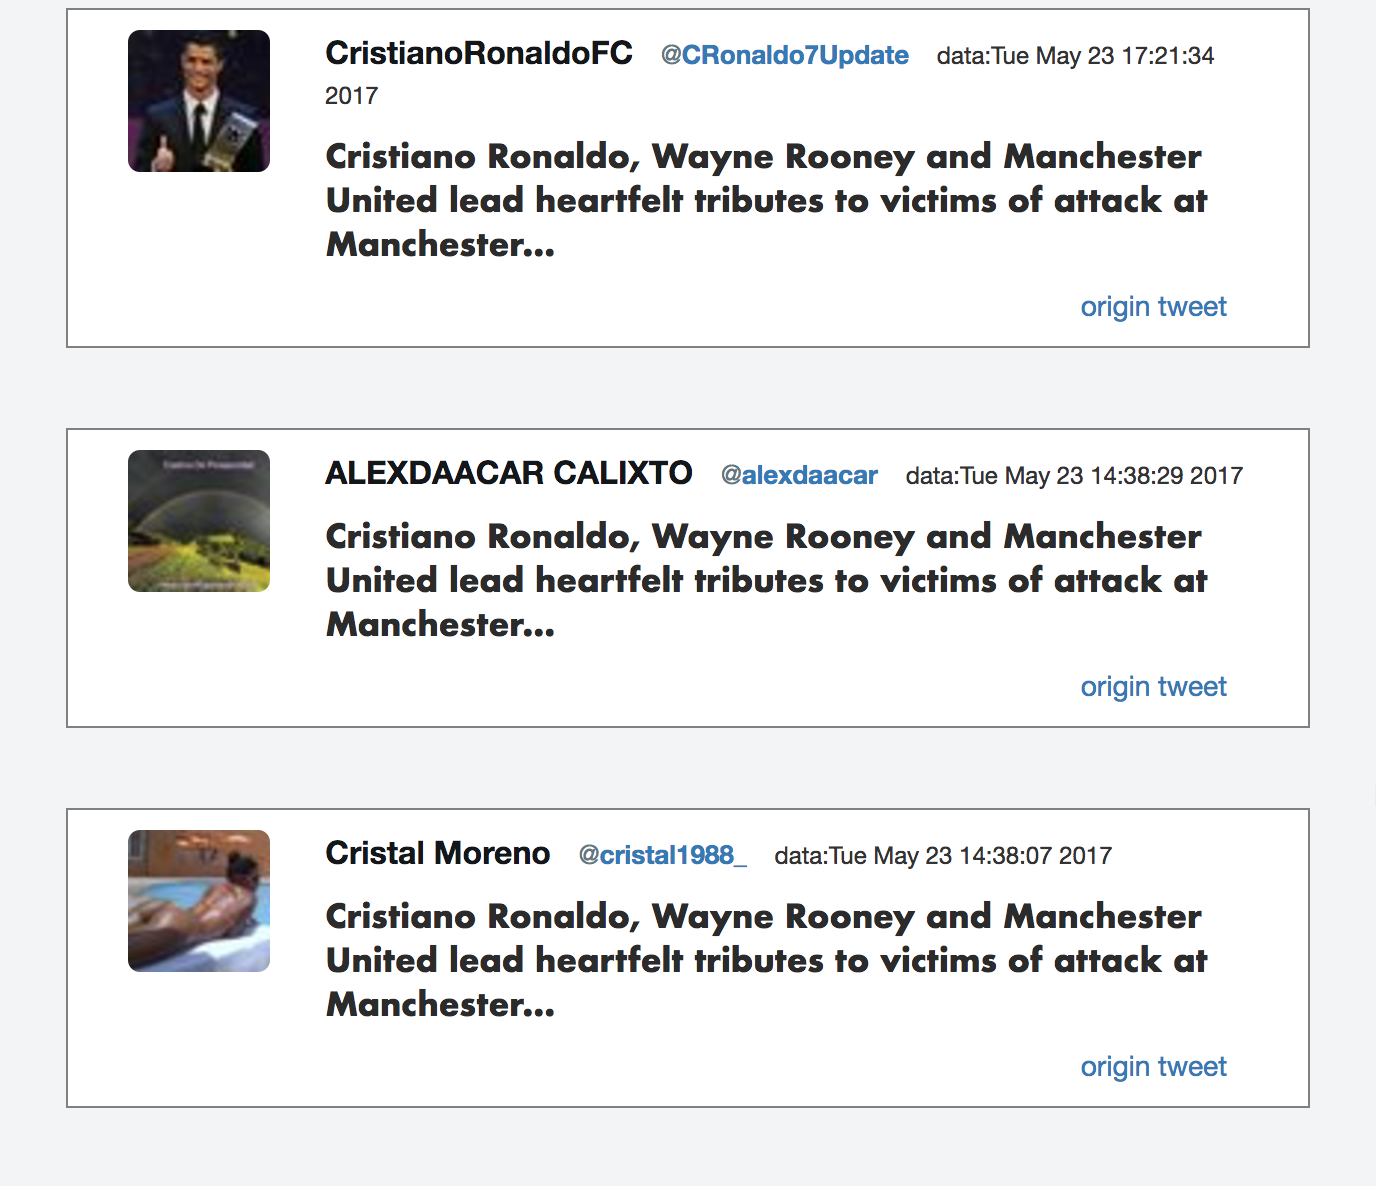 CristianoRonaldoFC @CRonaldo7Update data:Tue May 23 17:21:34
2017
Cristiano Ronaldo, Wayne Rooney and Manchester
United lead heartfelt tributes to victims of attack at
Manchester...
origin tweet
ALEXDAACAR CALIXTO @alexdaacar data:Tue May 23 14:38:29 2017
Cristiano Ronaldo, Wayne Rooney and Manchester
United lead heartfelt tributes to victims of attack at
Manchester...
origin tweet
Cristal Moreno @cristal1988_ data:Tue May 23 14:38:07 2017
Cristiano Ronaldo, Wayne Rooney and Manchester
United lead heartfelt tributes to victims of attack at
Manchester...
origin tweet